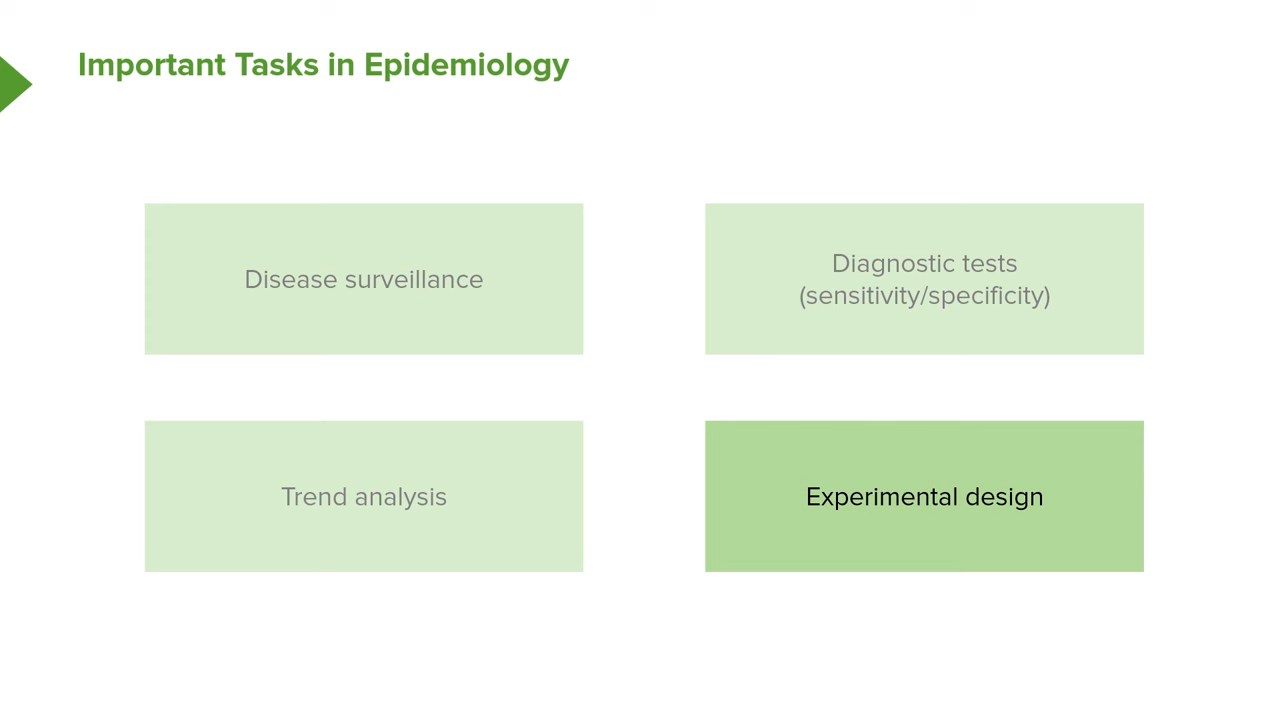 Important Tasks in Epidemiology
Disease surveillance
Diagnostic tests
(sensitivity/specificity)
Trend analysis
Experimental design